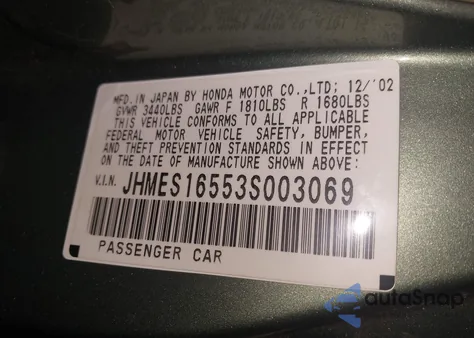 MFD. IN JAPAN BY HONDA MOTOR CO.,LTD; 12/'02
GVWR 3440LBS GAWR F 1810LBS R 1680LBS
THIS VEHICLE CONFORMS TO ALL APPLICABLE
FEDERAL MOTOR VEHICLE SAFETY, BUMPER,
AND THEFT PREVENTION STANDARDS IN EFFECT
ON THE DATE OF MANUFACTURE SHOWN ABOVE:
V.I.N. JHMES16553S003069
PASSENGER CAR
autoSnap